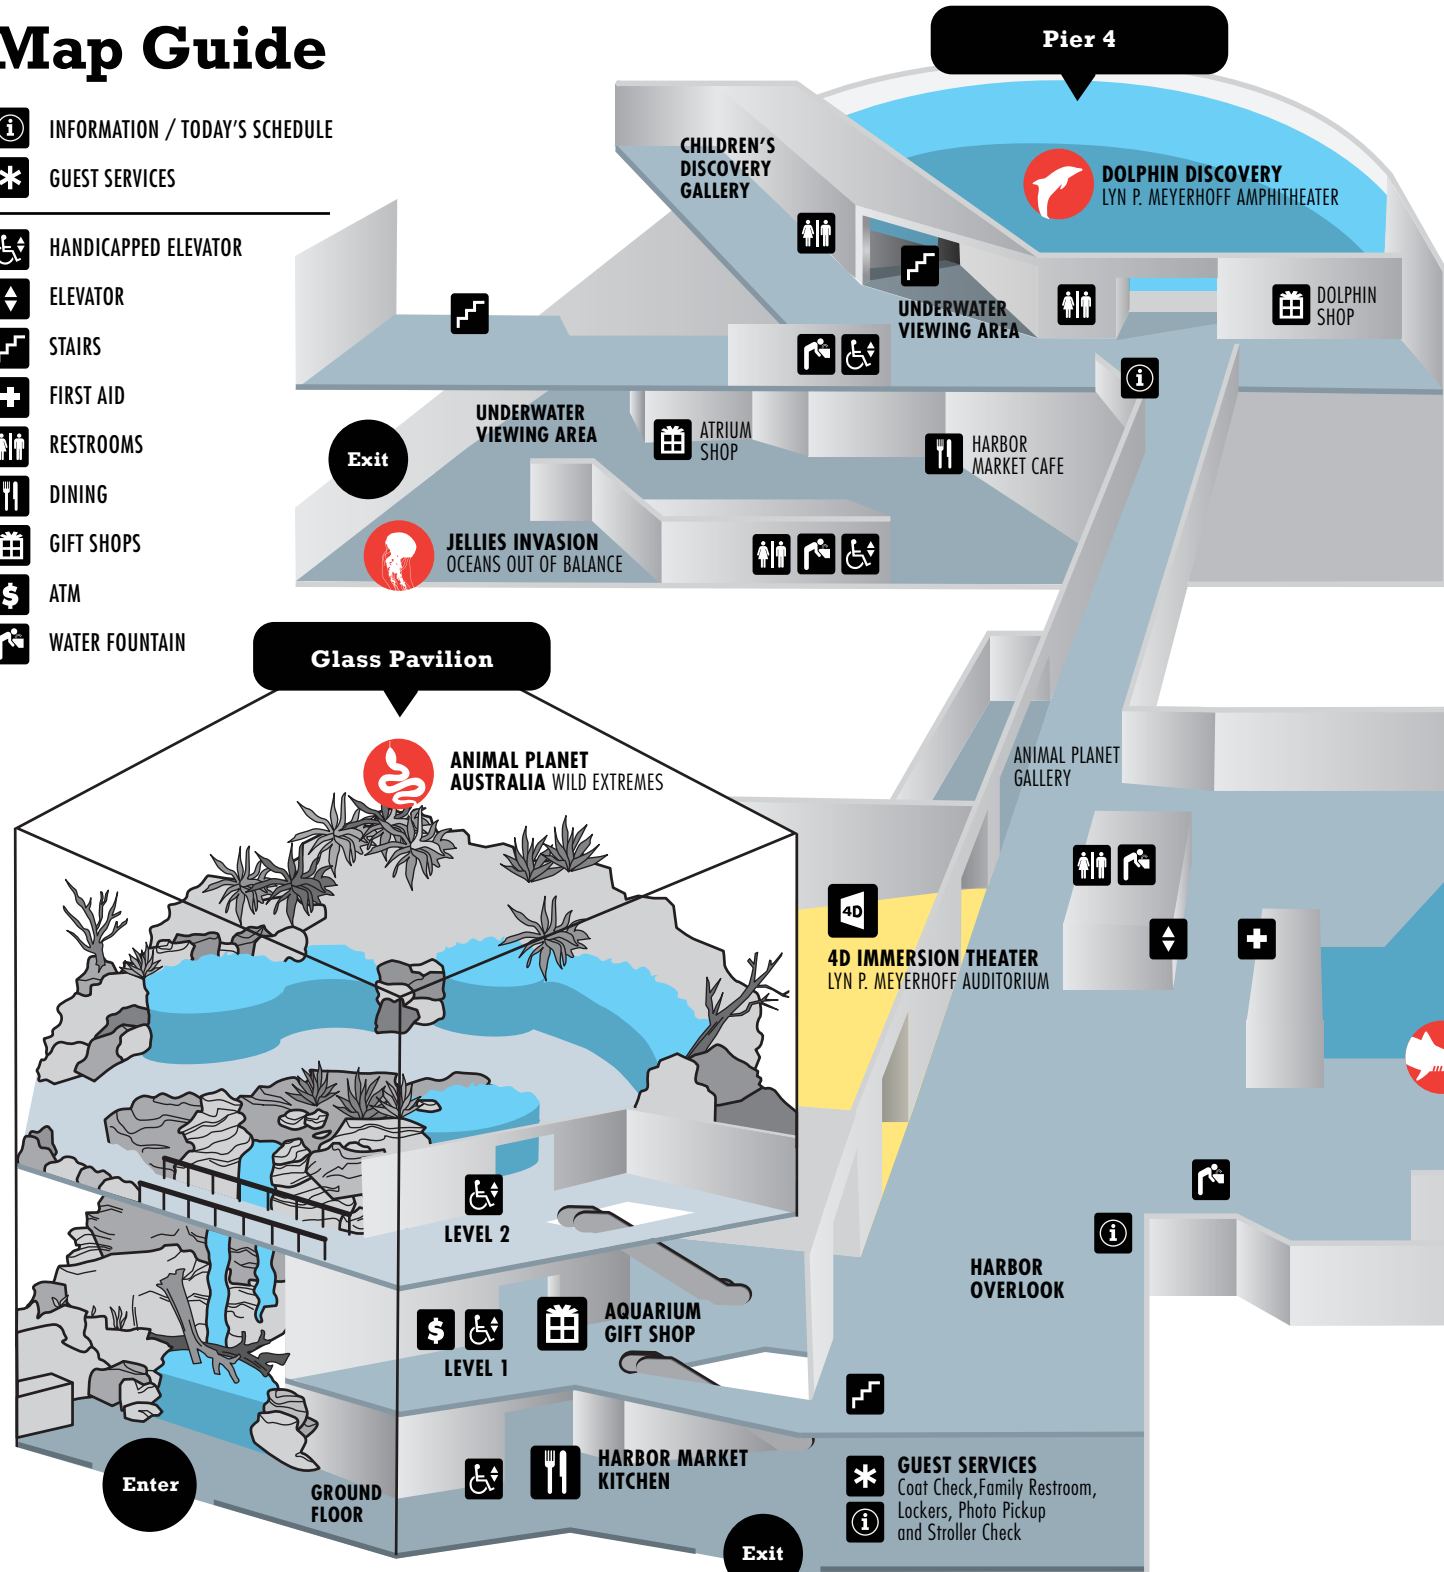 Map Guide
INFORMATION / TODAY'S SCHEDULE
GUEST SERVICES
HANDICAPPED ELEVATOR
ELEVATOR
STAIRS
FIRST AID
RESTROOMS
DINING
GIFT SHOPS
$
ATM
WATER FOUNTAIN
Pier 4
CHILDREN'S
DISCOVERY
GALLERY
DOLPHIN DISCOVERY
LYN P. MEYERHOFF AMPHITHEATER
UNDERWATER
VIEWING AREA
DOLPHIN
SHOP
UNDERWATER
VIEWING AREA
ATRIUM
SHOP
HARBOR
MARKET CAFE
Exit
JELLIES INVASION
OCEANS OUT OF BALANCE
Glass Pavilion
ANIMAL PLANET
AUSTRALIA WILD EXTREMES
ANIMAL PLANET
GALLERY
4D
4D IMMERSION THEATER
LYN P. MEYERHOFF AUDITORIUM
LEVEL 2
HARBOR
OVERLOOK
$
AQUARIUM
GIFT SHOP
LEVEL 1
HARBOR MARKET
KITCHEN
Enter
GROUND
FLOOR
GUEST SERVICES
Coat Check,Family Restroom,
Lockers, Photo Pickup
and Stroller Check
Exit